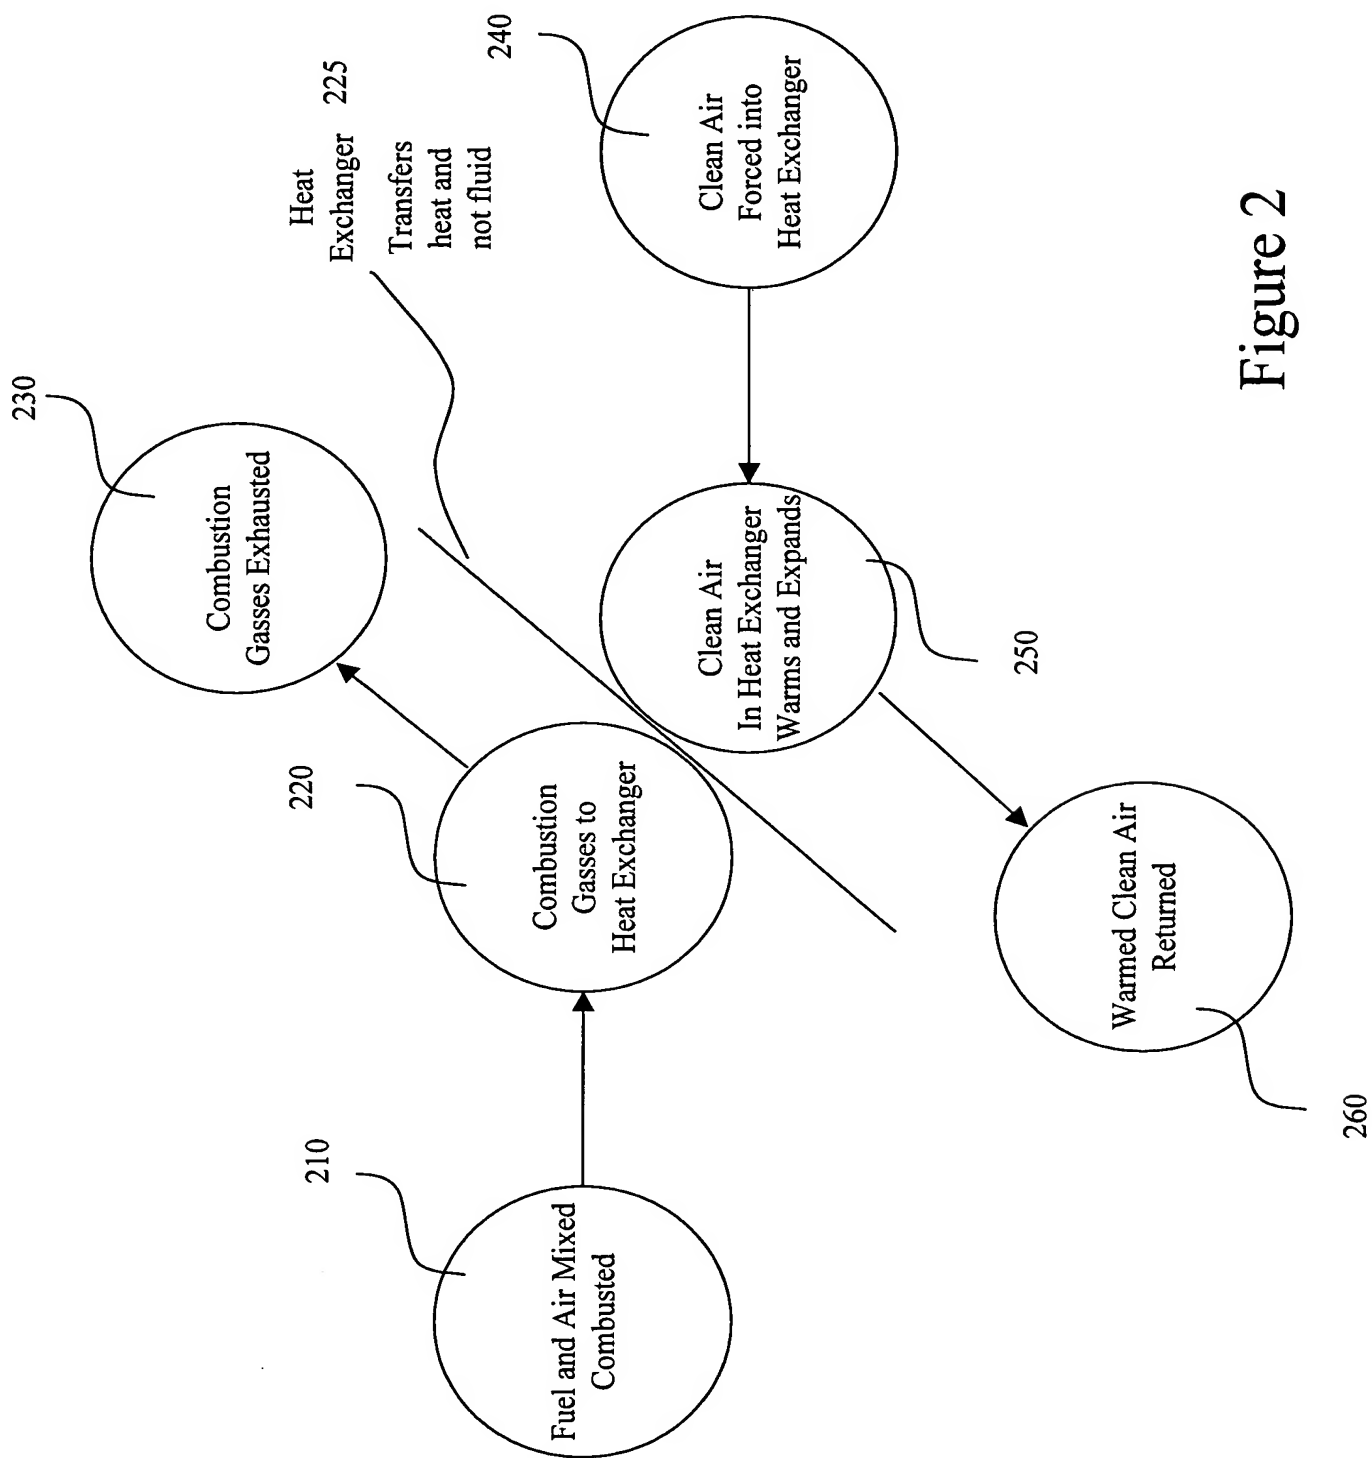 210
Fuel and Air Mixed
Combusted
220
Combustion
Gasses to
Heat Exchanger
230
Combustion
Gasses Exhausted
Heat
Exchanger 225
Transfers
heat and
not fluid
240
Clean Air
Forced into
Heat Exchanger
Clean Air
In Heat Exchanger
Warms and Expands
250
Warmed Clean Air
Returned
260
Figure 2